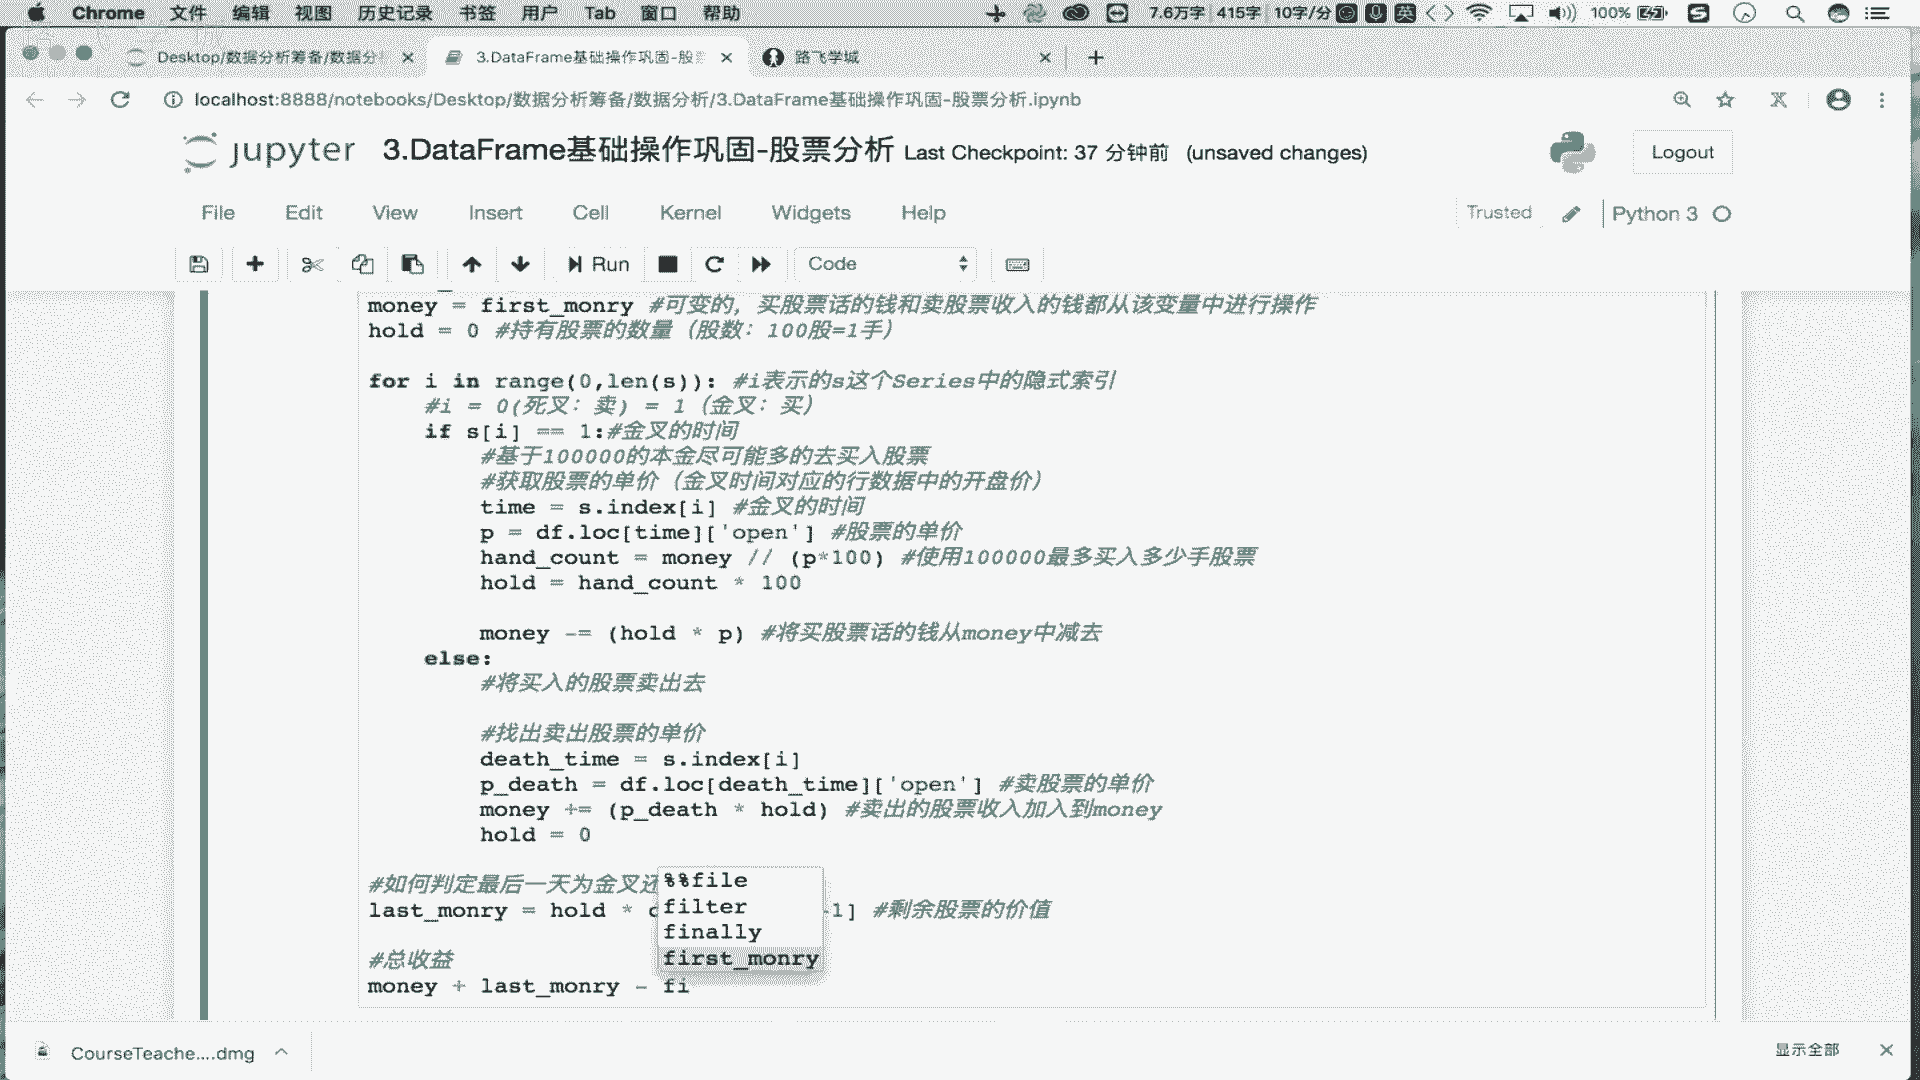 Chrome 文件 编辑 视图 历史记录 书签 用户 Tab 窗口 帮助 7.6万字 415字 10字/分 英 100%
Desktop/数据分析筹备/数据分
3.DataFrame基础操作巩固-股
路飞学城
localhost:8888/notebooks/Desktop/数据分析筹备/数据分析/3.DataFrame基础操作巩固-股票分析.ipynb
jupyter 3.DataFrame基础操作巩固-股票分析 Last Checkpoint: 37 分钟前 (unsaved changes)
Logout
File Edit View Insert Cell Kernel Widgets Help
Trusted Python 3
Run Code
money = first_monry #可变的，买股票话的钱和卖股票收入的钱都从该变量中进行操作
hold = 0 #持有股票的数量（股数：100股=1手）
for i in range(0,len(s)): #i表示的s这个Series中的隐式索引
#i = 0(死叉：卖) = 1（金叉：买）
if s[i] == 1:#金叉的时间
#基于100000的本金尽可能多的去买入股票
#获取股票的单价（金叉时间对应的行数据中的开盘价）
time = s.index[i] #金叉的时间
p = df.loc[time]['open'] #股票的单价
hand_count = money // (p*100) #使用100000最多买入多少手股票
hold = hand_count * 100
money -= (hold * p) #将买股票话的钱从money中减去
else:
#将买入的股票卖出去
#找出卖出股票的单价
death_time = s.index[i]
p_death = df.loc[death_time]['open'] #卖股票的单价
money += (p_death * hold) #卖出的股票收入加入到money
hold = 0
#如何判定最后一天为金叉还
last_monry = hold * -1] #剩余股票的价值
#总收益
money + last_monry - fi
%%file
filter
finally
first_monry
CourseTeache....dmg
显示全部